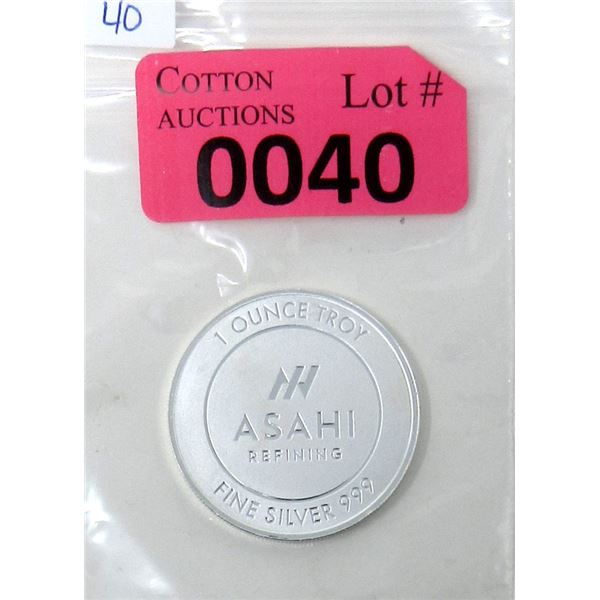 40
COTTON
AUCTIONS
Lot #
0040
1 OUNCE TROY
ASAHI
REFINING
FINE SILVER 999